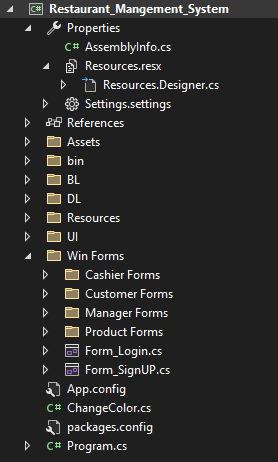 C# Restaurant_Mangement_System
Properties
C# AssemblyInfo.cs
Resources.resx
Resources.Designer.cs
Settings.settings
References
Assets
bin
BL
DL
Resources
UI
Win Forms
Cashier Forms
Customer Forms
Manager Forms
Product Forms
Form_Login.cs
Form_SignUP.cs
App.config
C# ChangeColor.cs
packages.config
C# Program.cs